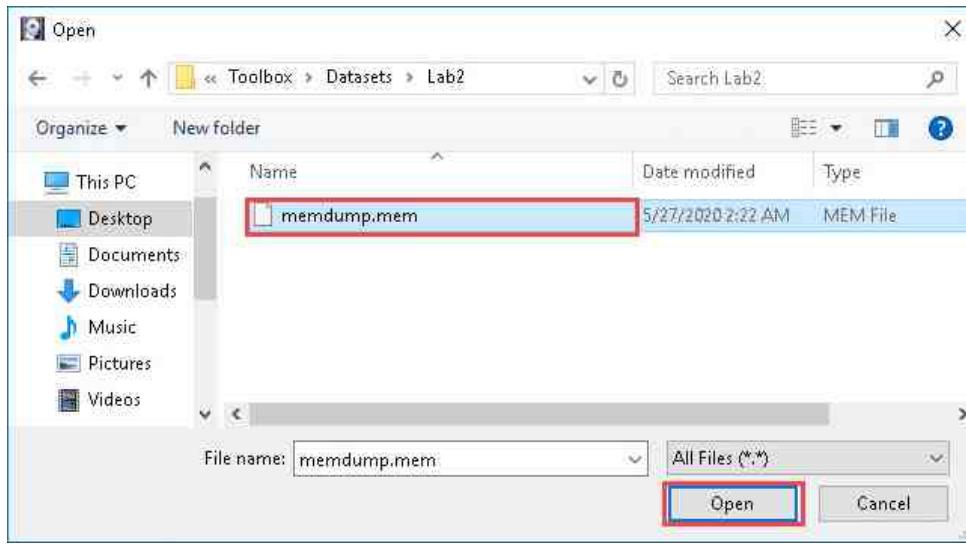 Open
« Toolbox > Datasets > Lab2
Search Lab2
Organize
New folder
Name
Date modified
Type
This PC
memdump.mem
5/27/2020 2:22 AM
MEM File
Desktop
Documents
Downloads
Music
Pictures
Videos
File name:
memdump.mem
All Files (*.*)
Open
Cancel